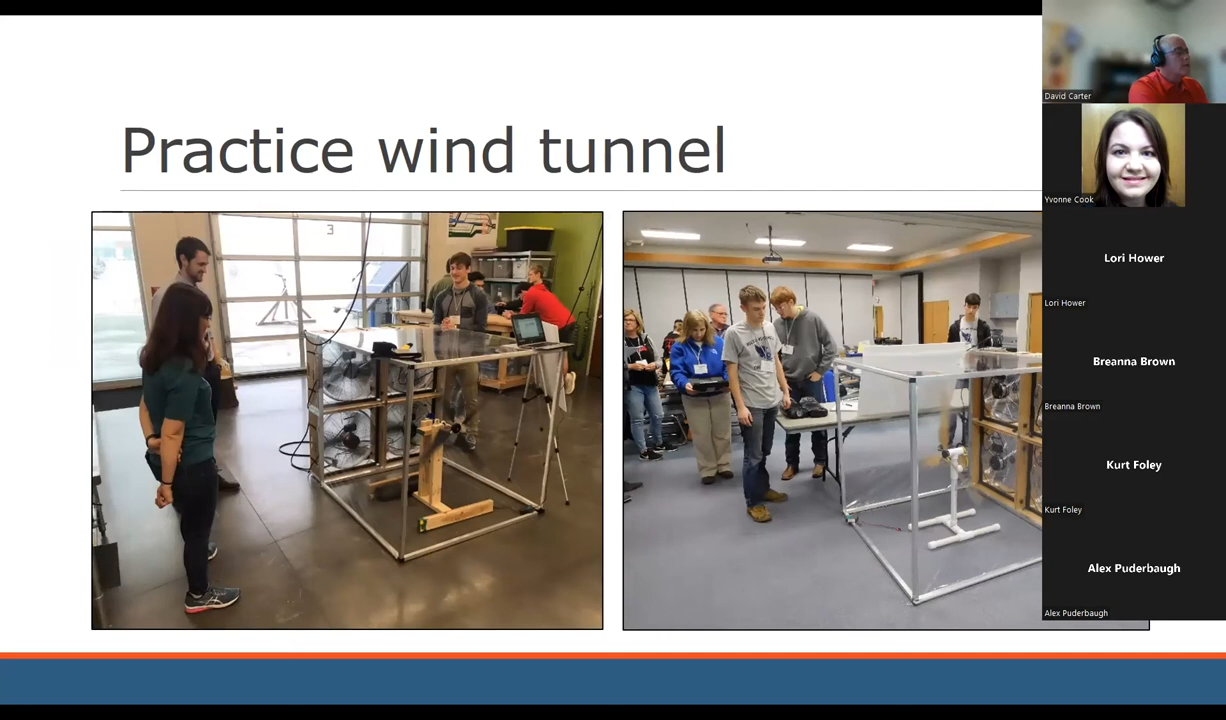 Practice wind tunnel
3
David Carter
Yvonne Cook
Lori Hower
Lori Hower
Breanna Brown
Breanna Brown
Kurt Foley
Kurt Foley
Alex Puderbaugh
Alex Puderbaugh